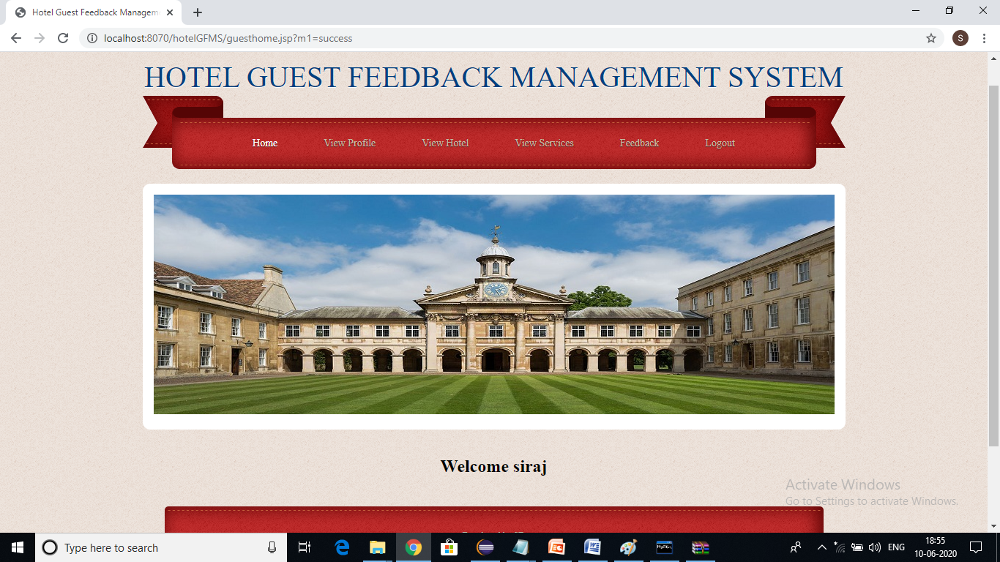 Hotel Guest Feedback Managem
S
localhost:8070/hotelGFMS/guesthome.jsp?m1=success
HOTEL GUEST FEEDBACK MANAGEMENT SYSTEM
Home View Profile View Hotel View Services Feedback Logout
Welcome siraj
Activate Windows
Go to Settings to activate Windows.
Type here to search
ENG
18:55
10-06-2020